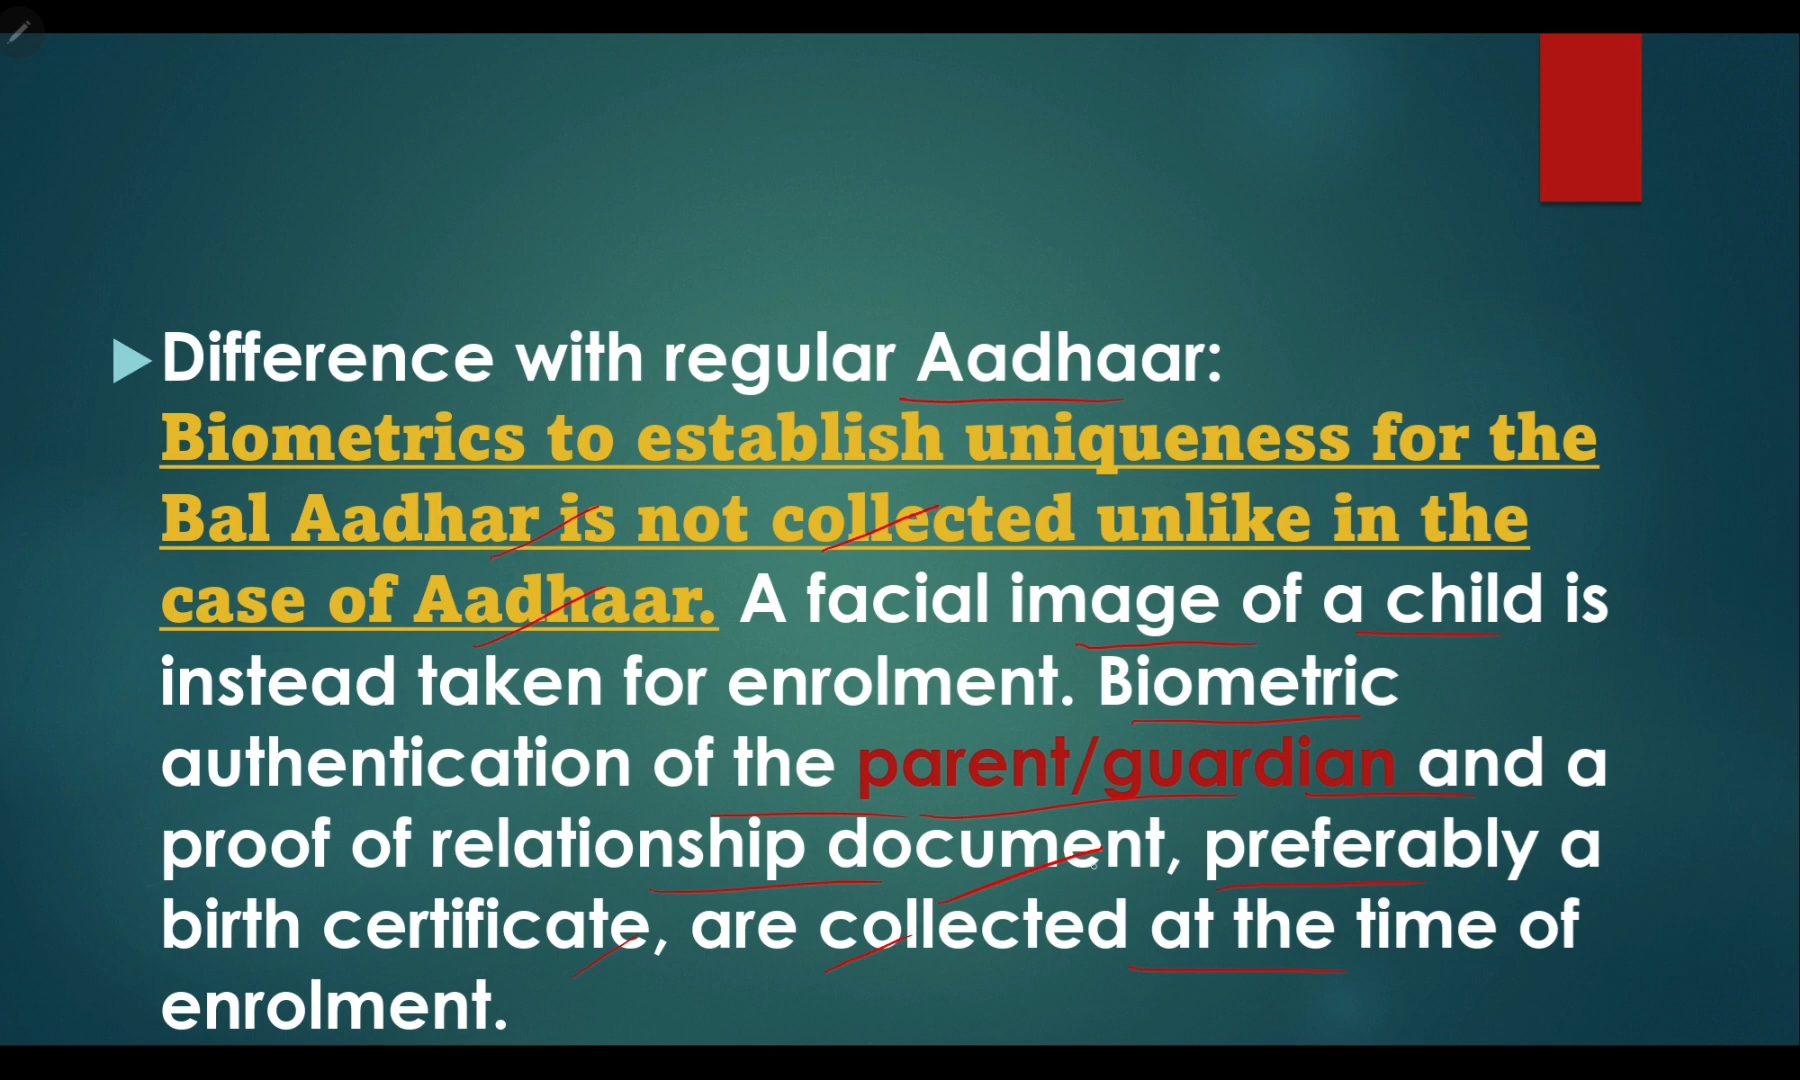 Difference with regular Aadhaar:
Biometrics to establish uniqueness for the
Bal Aadhar is not collected unlike in the
case of Aadhaar. A facial image of a child is
instead taken for enrolment. Biometric
authentication of the parent/guardian and a
proof of relationship document, preferably a
birth certificate, are collected at the time of
enrolment.